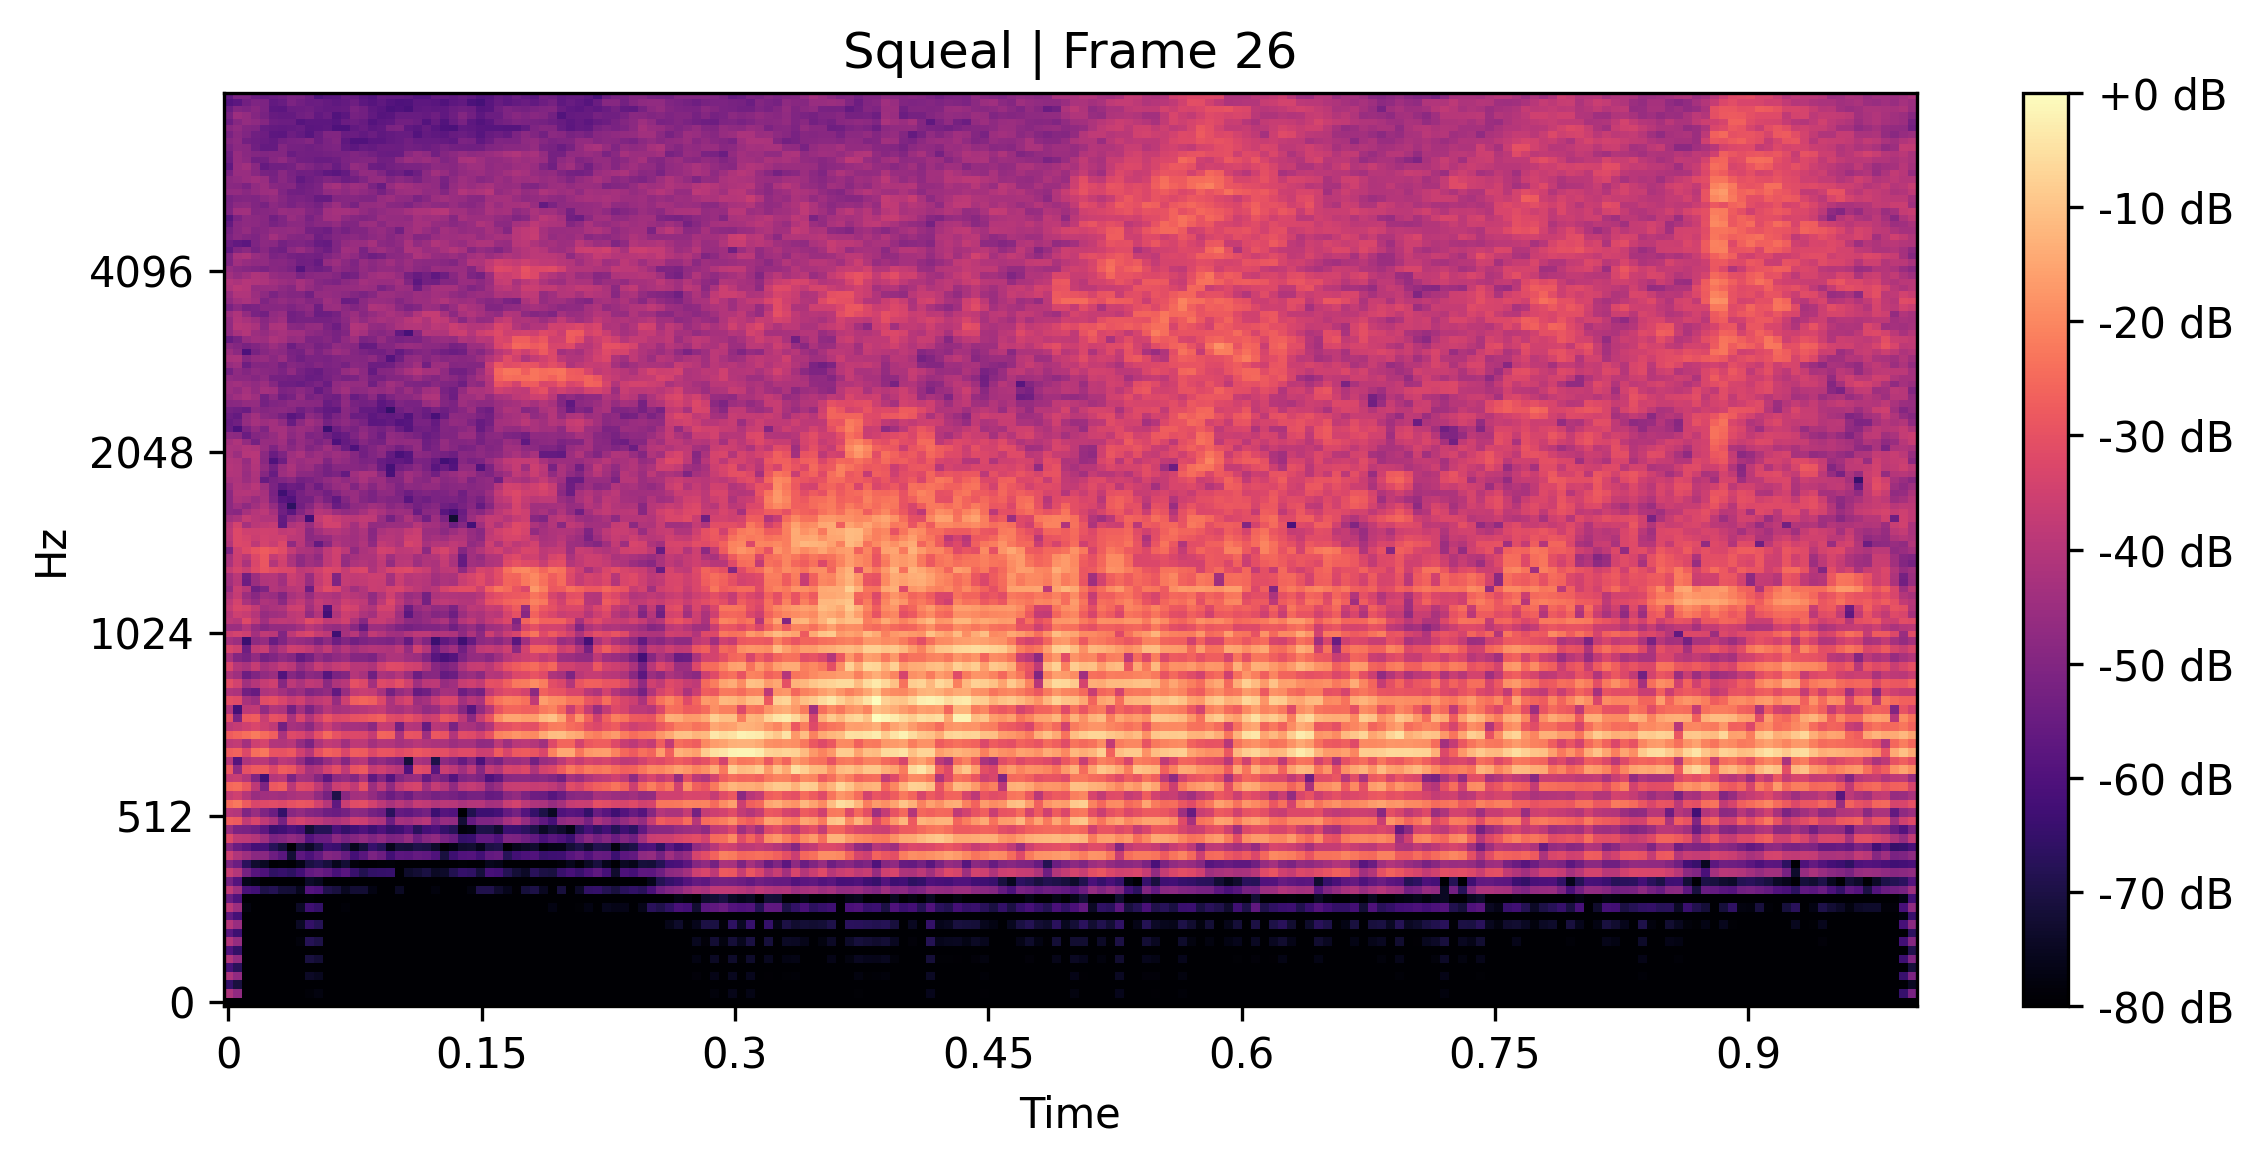 Squeal | Frame 26
+0 dB
-10 dB
-20 dB
-30 dB
-40 dB
-50 dB
-60 dB
-70 dB
-80 dB
Hz
4096
2048
1024
512
0
0 0.15 0.3 0.45 0.6 0.75 0.9
Time